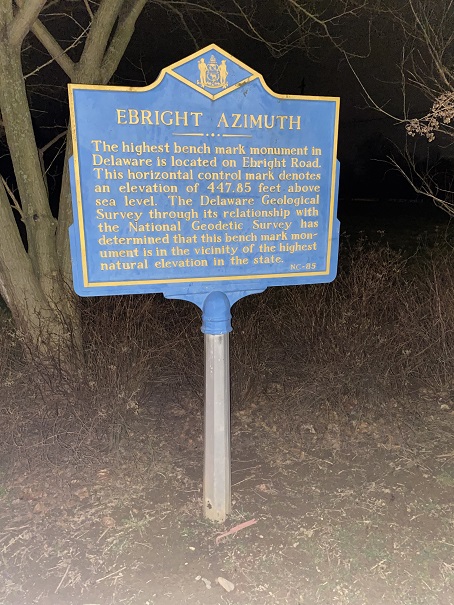 EBRIGHT AZIMUTH
The highest bench mark monument in
Delaware is located on Ebright Road.
This horizontal control mark denotes
an elevation of 447.85 feet above
sea level. The Delaware Geological
Survey through its relationship with
the National Geodetic Survey has
determined that this bench mark mon-
ument is in the vicinity of the highest
natural elevation in the state.
NC-85